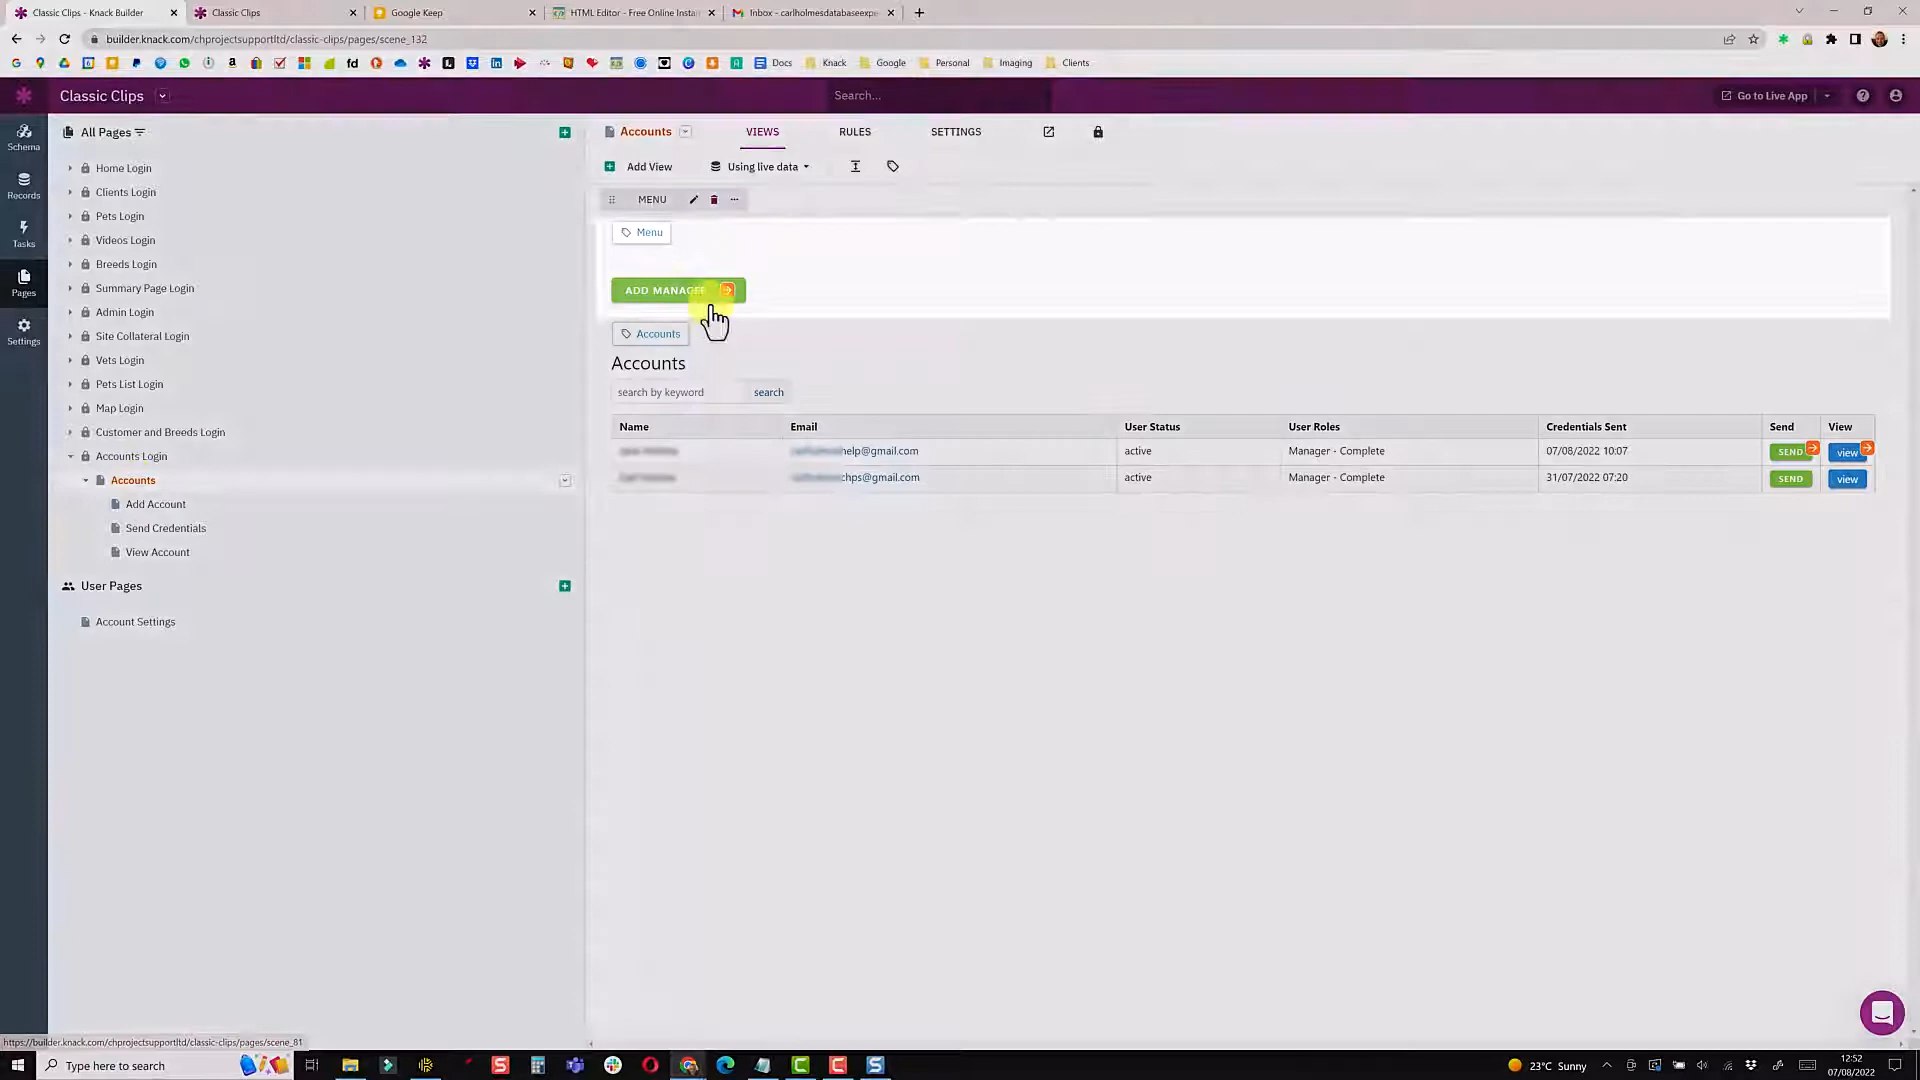 Classic Clips - Knack Builder
Classic Clips
Google Keep
HTML Editor - Free Online Insta
Inbox - carlholmesdatabaseexpe
builder.knack.com/chprojectsupportltd/classic-clips/pages/scene_132
Docs
Knack
Google
Personal
Imaging
Clients
Classic Clips
Search...
Go to Live App
Schema
Records
Tasks
Pages
Settings
All Pages
Home Login
Clients Login
Pets Login
Videos Login
Breeds Login
Summary Page Login
Admin Login
Site Collateral Login
Vets Login
Pets List Login
Map Login
Customer and Breeds Login
Accounts Login
Accounts
Add Account
Send Credentials
View Account
User Pages
Account Settings
Accounts VIEWS RULES SETTINGS
Add View Using live data
MENU
Menu
ADD MANAGER
Accounts
Accounts
search by keyword search
Name Email User Status User Roles Credentials Sent Send View
help@gmail.com active Manager - Complete 07/08/2022 10:07 SEND view
chps@gmail.com active Manager - Complete 31/07/2022 07:20 SEND view
https://builder.knack.com/chprojectsupportltd/classic-clips/pages/scene_81
Type here to search
23°C Sunny
12:52
07/08/2022